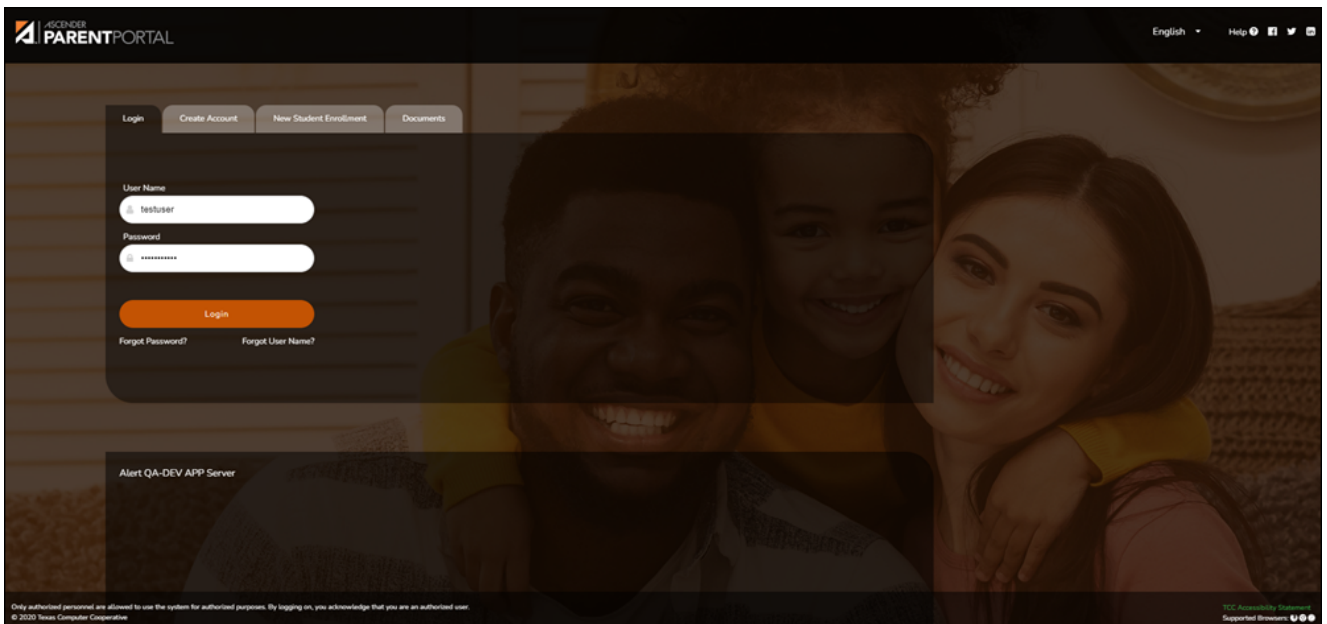 ASCENDER
PARENTPORTAL
English Help
Login Create Account New Student Enrollment Documents
User Name
testuser
Password
Login
Forgot Password? Forgot User Name?
Alert QA-DEV APP Server
Only authorized personnel are allowed to use the system for authorized purposes. By logging on, you acknowledge that you are an authorized user.
© 2020 Texas Computer Cooperative
TCC Accessibility Statement
Supported Browsers: